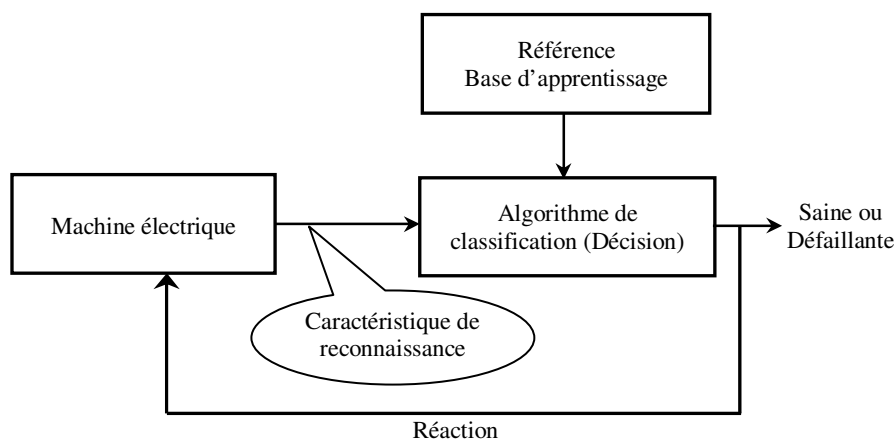 Référence
Base d'apprentissage
Machine électrique
Algorithme de
classification (Décision)
Saine ou
Défaillante
Caractéristique de
reconnaissance
Réaction